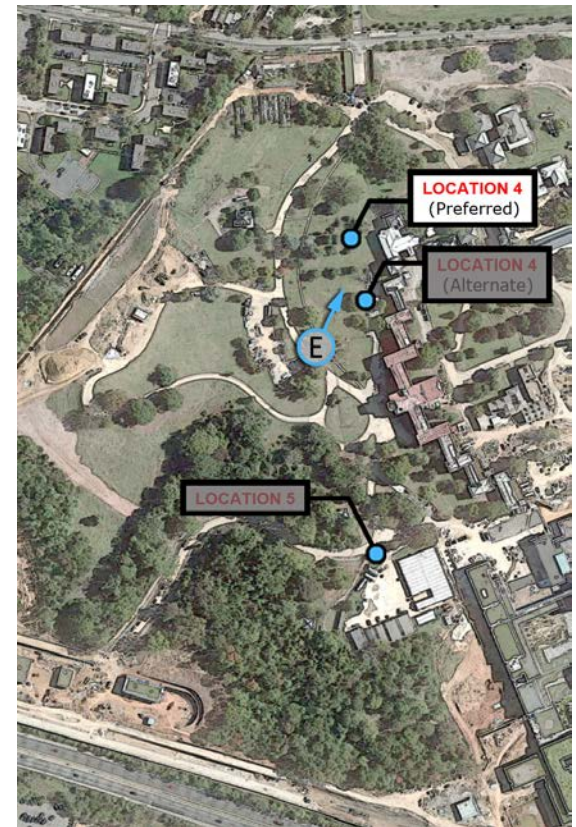 LOCATION 4
(Preferred)
LOCATION 4
(Alternate)
E
LOCATION 5